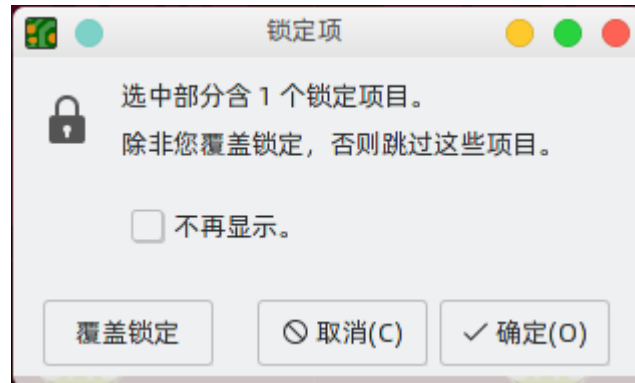 锁定项
选中部分含 1 个锁定项目。
除非您覆盖锁定，否则跳过这些项目。
不再显示。
覆盖锁定 取消(C) 确定(O)